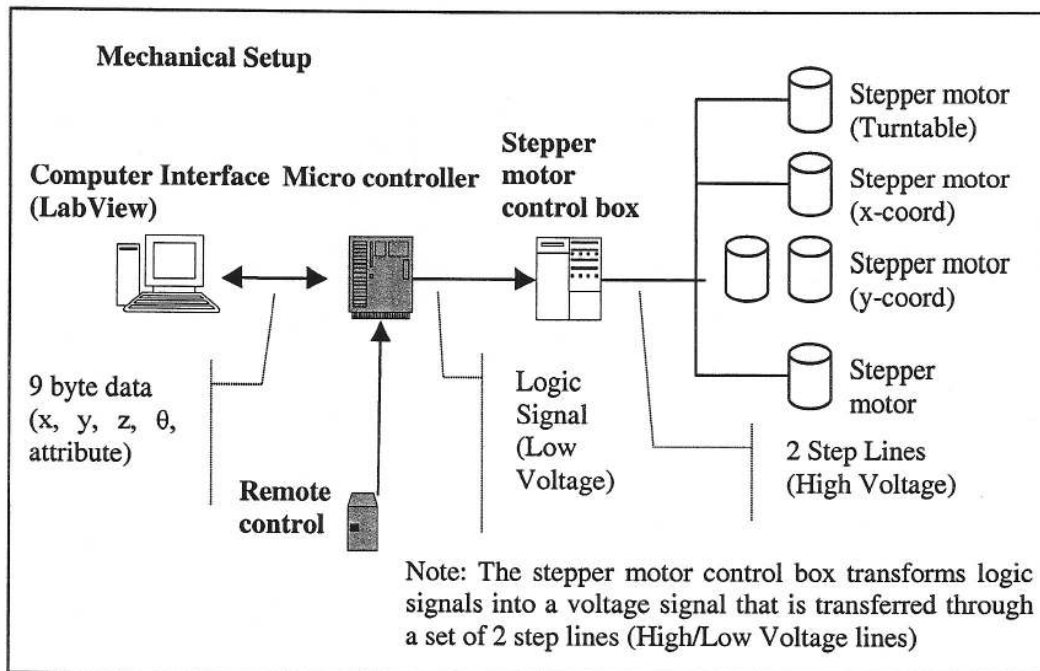 Mechanical Setup
Computer Interface
(LabView)
Micro controller
Stepper
motor
control box
Stepper motor
(Turntable)
Stepper motor
(x-coord)
Stepper motor
(y-coord)
Stepper
motor
9 byte data
(x, y, z, θ,
attribute)
Remote
control
Logic
Signal
(Low
Voltage)
2 Step Lines
(High Voltage)
Note: The stepper motor control box transforms logic
signals into a voltage signal that is transferred through
a set of 2 step lines (High/Low Voltage lines)